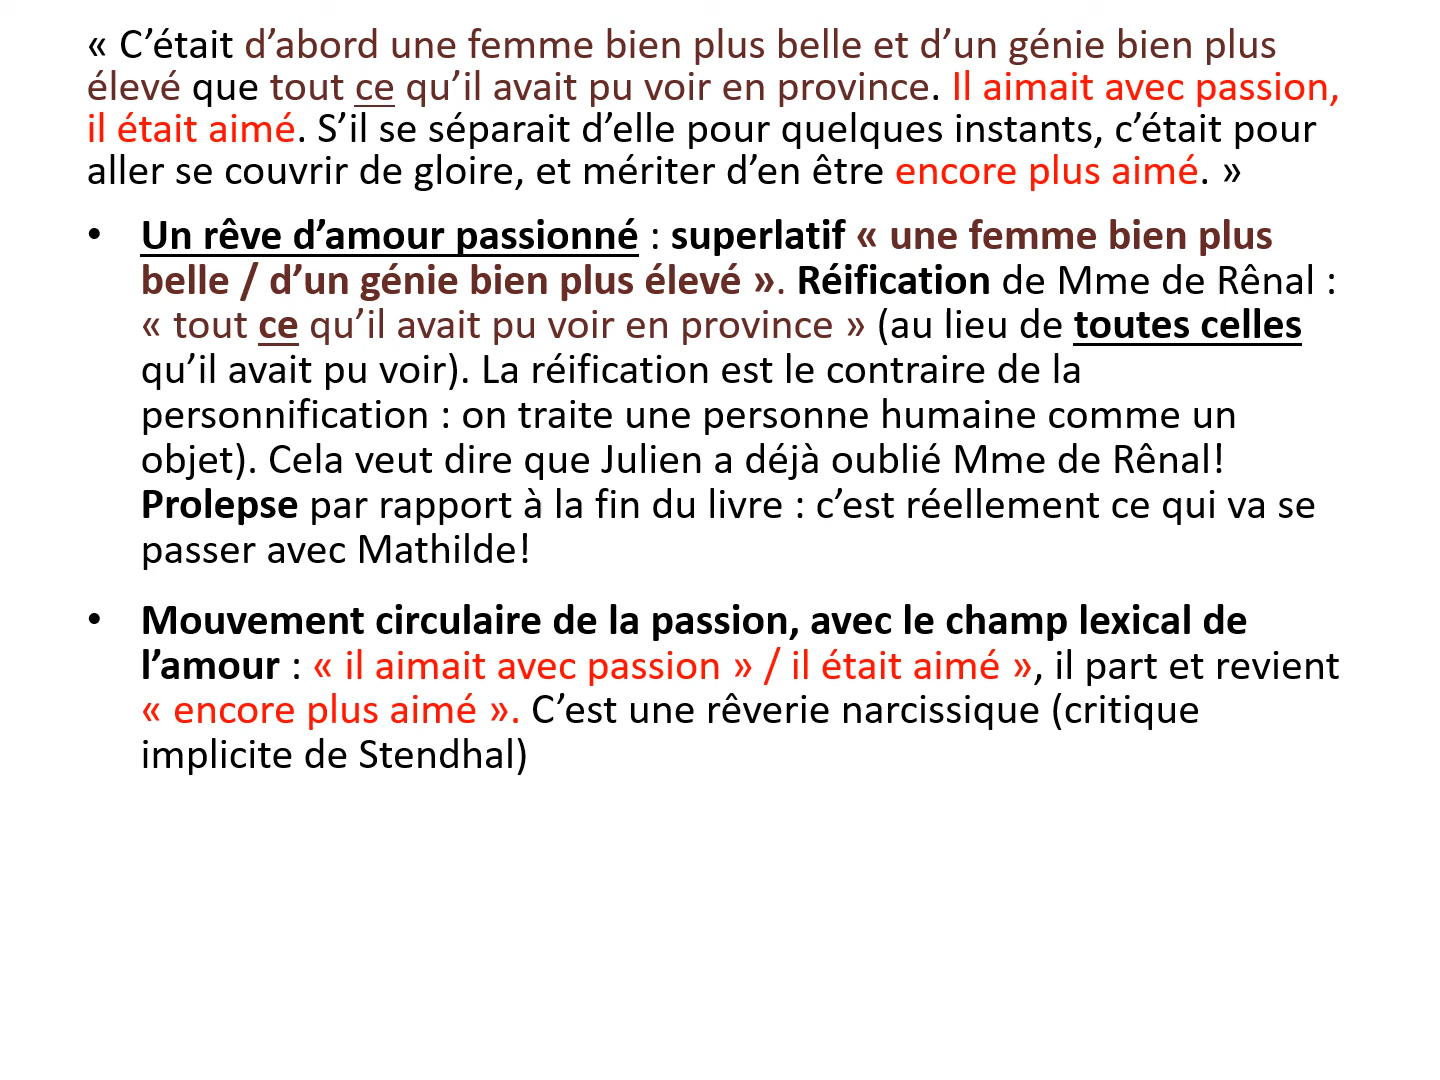 « C’était d’abord une femme bien plus belle et d’un génie bien plus
élevé que tout ce qu’il avait pu voir en province. Il aimait avec passion,
il était aimé. S’il se séparait d’elle pour quelques instants, c’était pour
aller se couvrir de gloire, et mériter d’en être encore plus aimé. »
• Un rêve d’amour passionné : superlatif « une femme bien plus
belle / d’un génie bien plus élevé ». Réification de Mme de Rênal :
« tout ce qu’il avait pu voir en province » (au lieu de toutes celles
qu’il avait pu voir). La réification est le contraire de la
personnification : on traite une personne humaine comme un
objet). Cela veut dire que Julien a déjà oublié Mme de Rênal!
Prolepse par rapport à la fin du livre : c’est réellement ce qui va se
passer avec Mathilde!
• Mouvement circulaire de la passion, avec le champ lexical de
l’amour : « il aimait avec passion » / il était aimé », il part et revient
« encore plus aimé ». C’est une rêverie narcissique (critique
implicite de Stendhal)